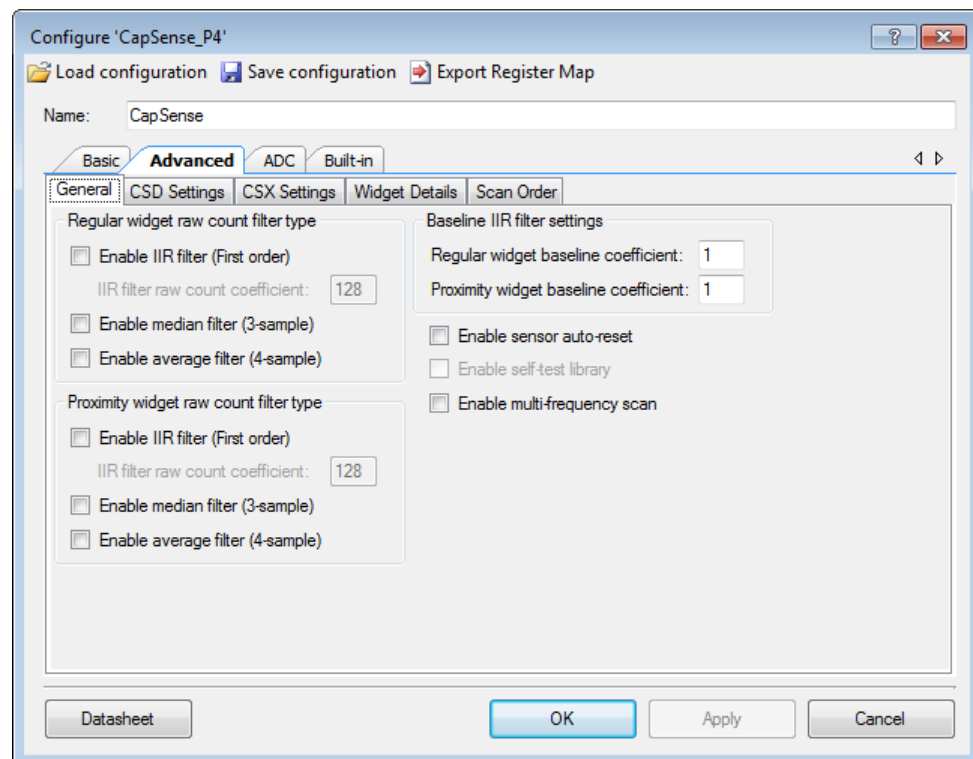 Configure 'CapSense_P4'
Load configuration Save configuration Export Register Map
Name: CapSense
Basic Advanced ADC Built-in
General CSD Settings CSX Settings Widget Details Scan Order
Regular widget raw count filter type
Enable IIR filter (First order)
IIR filter raw count coefficient: 128
Enable median filter (3-sample)
Enable average filter (4-sample)
Proximity widget raw count filter type
Enable IIR filter (First order)
IIR filter raw count coefficient: 128
Enable median filter (3-sample)
Enable average filter (4-sample)
Baseline IIR filter settings
Regular widget baseline coefficient: 1
Proximity widget baseline coefficient: 1
Enable sensor auto-reset
Enable self-test library
Enable multi-frequency scan
Datasheet OK Apply Cancel